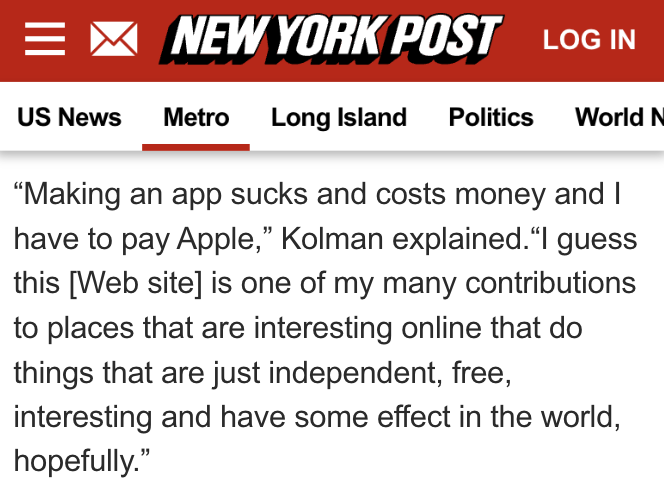 NEW YORK POST LOG IN
US News Metro Long Island Politics World N
“Making an app sucks and costs money and I
have to pay Apple,” Kolman explained.“I guess
this [Web site] is one of my many contributions
to places that are interesting online that do
things that are just independent, free,
interesting and have some effect in the world,
hopefully.”